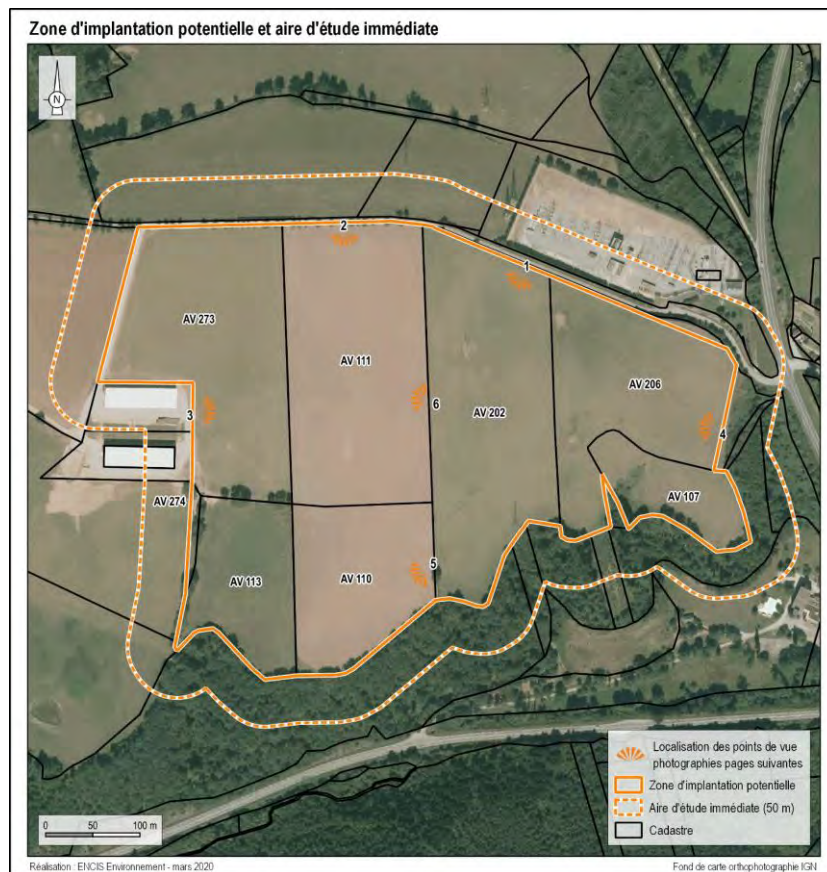 Zone d'implantation potentielle et aire d'étude immédiate
N
2
1
AV 273
AV 111
AV 206
6
3
AV 202
4
AV 274
AV 107
5
AV 113
AV 110
Localisation des points de vue
photographies pages suivantes
Zone d'implantation potentielle
Aire d'étude immédiate (50 m)
Cadastre
0 50 100 m
Réalisation : ENCIS Environnement - mars 2020
Fond de carte orthophotographie IGN